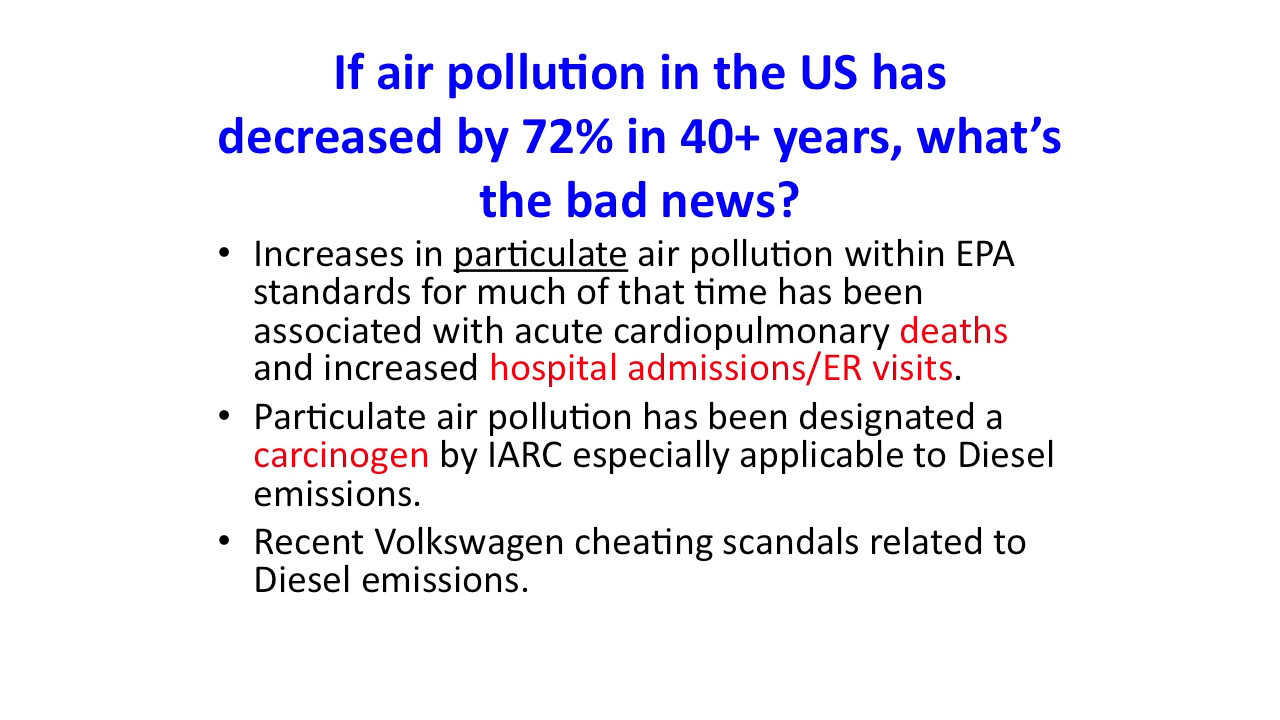 If air pollution in the US has
decreased by 72% in 40+ years, what’s
the bad news?
• Increases in particulate air pollution within EPA
standards for much of that time has been
associated with acute cardiopulmonary deaths
and increased hospital admissions/ER visits.
• Particulate air pollution has been designated a
carcinogen by IARC especially applicable to Diesel
emissions.
• Recent Volkswagen cheating scandals related to
Diesel emissions.